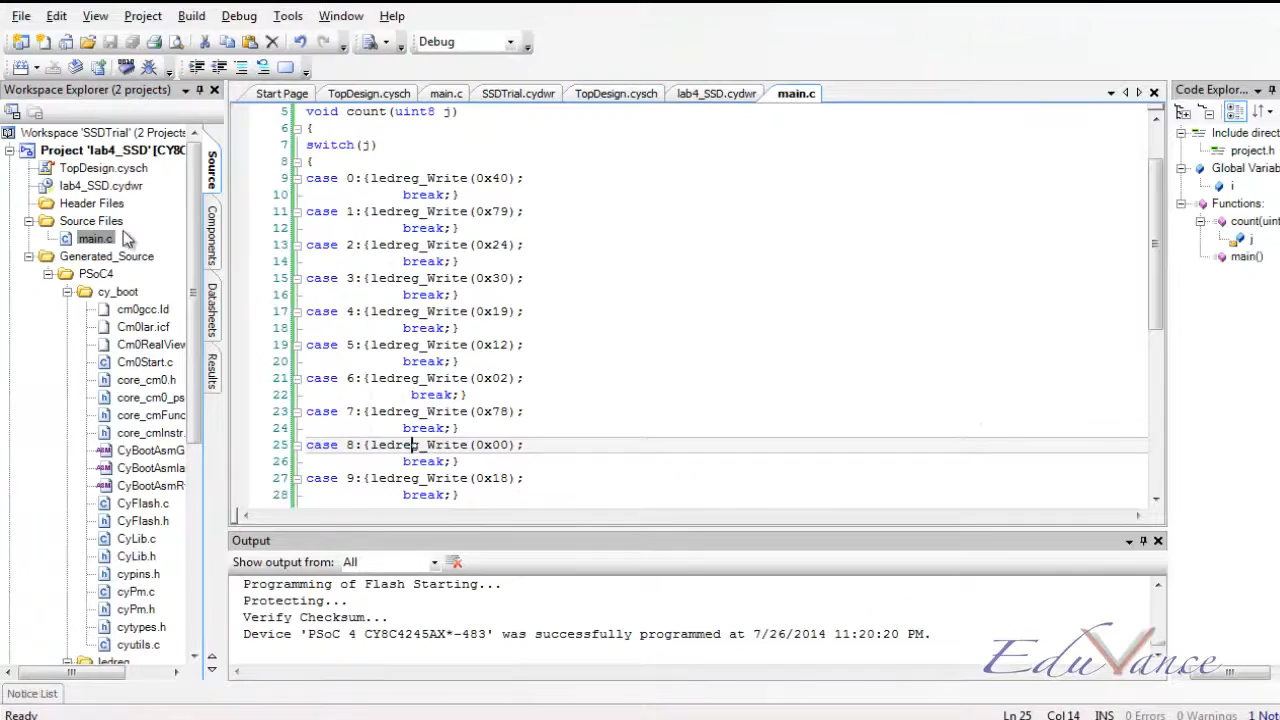 File Edit View Project Build Debug Tools Window Help
Debug
Workspace Explorer (2 projects)
Start Page TopDesign.cysch main.c SSDTrial.cydwr TopDesign.cysch lab4_SSD.cydwr main.c
Code Explor...
Workspace 'SSDTrial' (2 Projects
Project 'lab4_SSD' [CY8C
TopDesign.cysch
lab4_SSD.cydwr
Header Files
Source Files
main.c
Generated_Source
PSoC4
cy_boot
cm0gcc.ld
Cm0Iar.icf
Cm0RealView
Cm0Start.c
core_cm0.h
core_cm0_ps
core_cmFunc
core_cmInstr.
CyBootAsmG
CyBootAsmIa
CyBootAsmR
CyFlash.c
CyFlash.h
CyLib.c
CyLib.h
cypins.h
cyPm.c
cyPm.h
cytypes.h
cyutils.c
ledreg
Source
Components
Datasheets
Results
5 void count(uint8 j)
6 {
7 switch(j)
8 {
9 case 0:{ledreg_Write(0x40);
10 break;}
11 case 1:{ledreg_Write(0x79);
12 break;}
13 case 2:{ledreg_Write(0x24);
14 break;}
15 case 3:{ledreg_Write(0x30);
16 break;}
17 case 4:{ledreg_Write(0x19);
18 break;}
19 case 5:{ledreg_Write(0x12);
20 break;}
21 case 6:{ledreg_Write(0x02);
22 break;}
23 case 7:{ledreg_Write(0x78);
24 break;}
25 case 8:{ledreg_Write(0x00);
26 break;}
27 case 9:{ledreg_Write(0x18);
28 break;}
Include direct
project.h
Global Variab
i
Functions:
count(uint
j
main()
Output
Show output from: All
Programming of Flash Starting...
Protecting...
Verify Checksum...
Device 'PSoC 4 CY8C4245AX*-483' was successfully programmed at 7/26/2014 11:20:20 PM.
EduVance
Notice List
Ready Ln 25 Col 14 INS 0 Errors 0 Warnings 1 Not